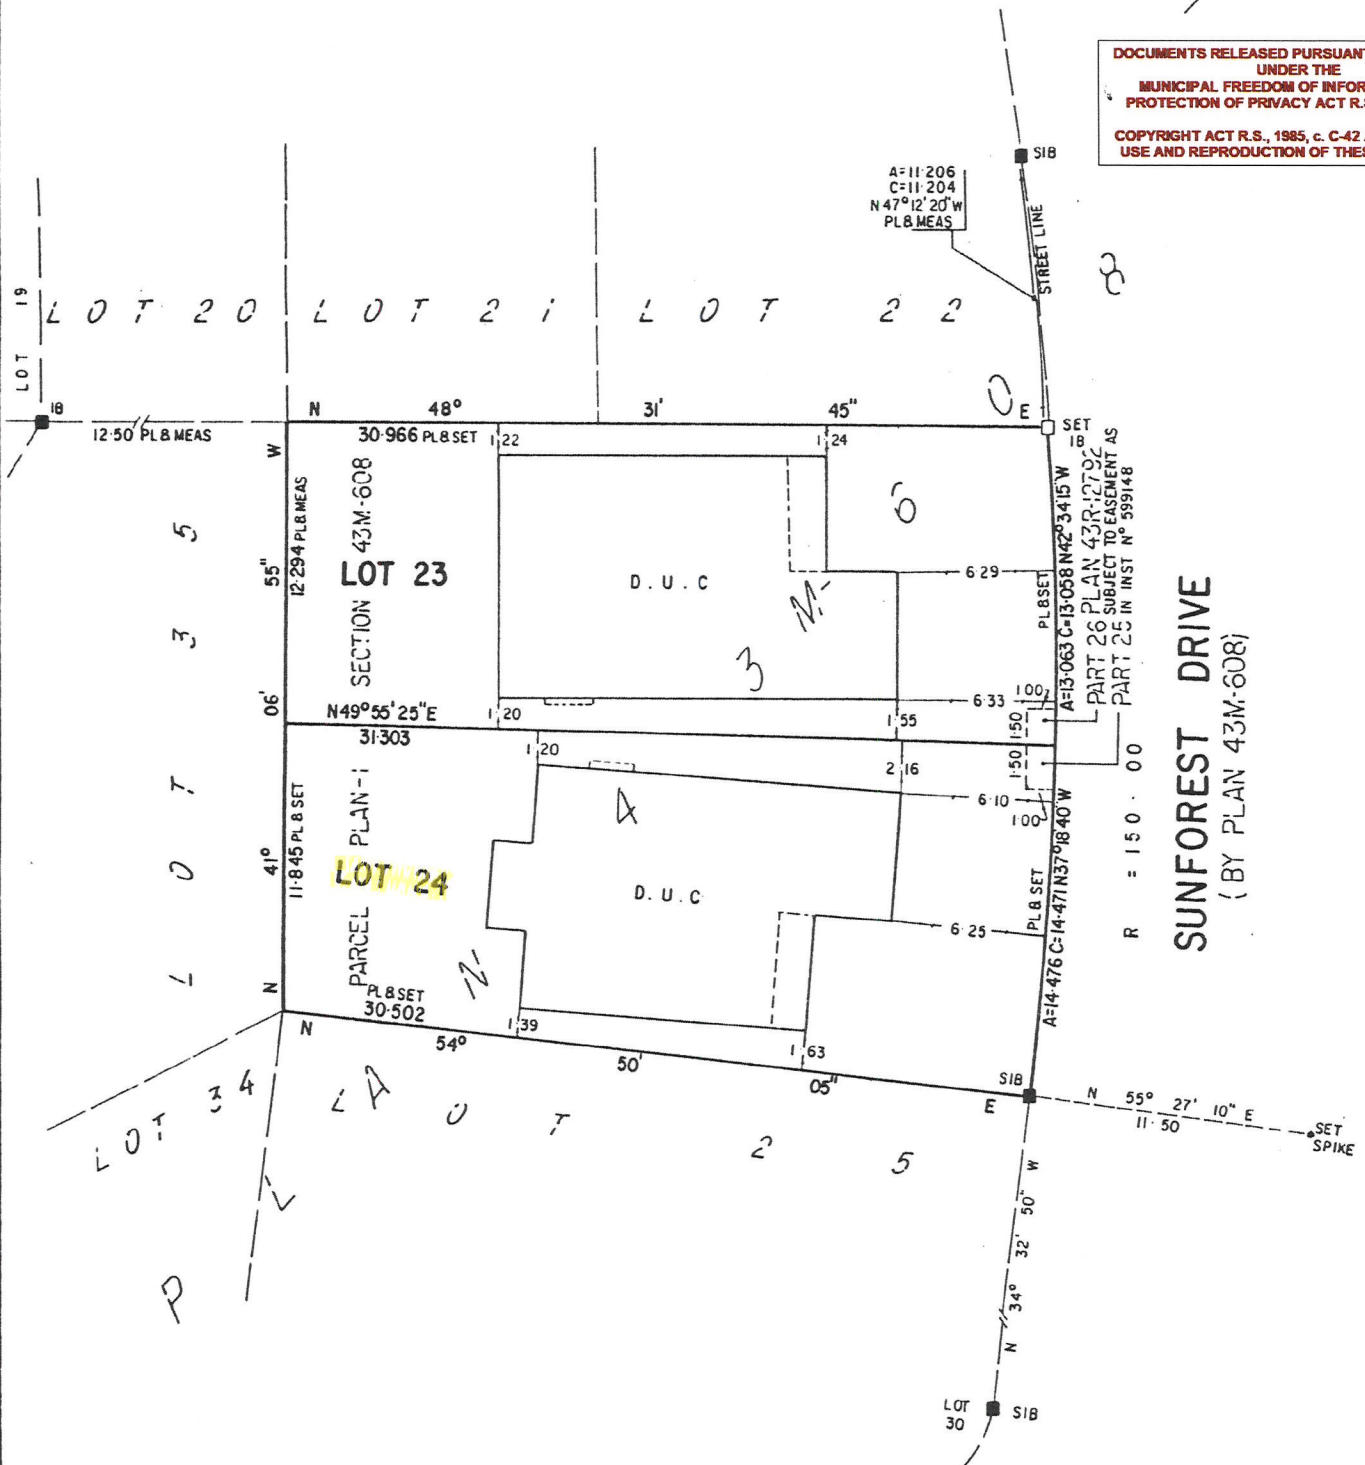 DOCUMENTS RELEASED PURSUANT
UNDER THE
MUNICIPAL FREEDOM OF INFOR
PROTECTION OF PRIVACY ACT R.S
COPYRIGHT ACT R.S., 1985, c. C-42
USE AND REPRODUCTION OF THES
SIB
A=11·206
C=11·204
N 47° 12' 20" W
PL & MEAS
STREET LINE
LOT 19
LOT 20
LOT 21
LOT 22
8
0
6
3
4
M-
N-
A
L
P
IB
12·50 PL & MEAS
N 48° 31' 45" E
30·966 PL & SET
1·22
1·24
SET
IB
N 41° 06' 55" W
12·294 PL & MEAS
LOT 35
LOT 23
SECTION 43M-608
D. U. C
6·29
PL & SET
A=13·063 C=13·058 N42° 34' 15" W
PART 26 PLAN 43R-12792
SUBJECT TO EASEMENT AS
PART 25 IN INST Nº 599148
SUNFOREST DRIVE
(BY PLAN 43M-608)
R = 150·00
6·33
1·00
1·50
N49° 55' 25" E
31·303
1·20
1·55
1·20
2·16
1·50
6·10
1·00
11·845 PL & SET
PARCEL PLAN-1
LOT 24
D. U. C
6·25
PL & SET
A=14·476 C=14·471 N37° 18' 40" W
PL & SET
30·502
N 54° 50' 05" E
1·39
1·63
SIB
N 55° 27' 10" E
11·50
SET
SPIKE
LOT 34
LOT 25
N 34° 32' 50" W
LOT
30
SIB